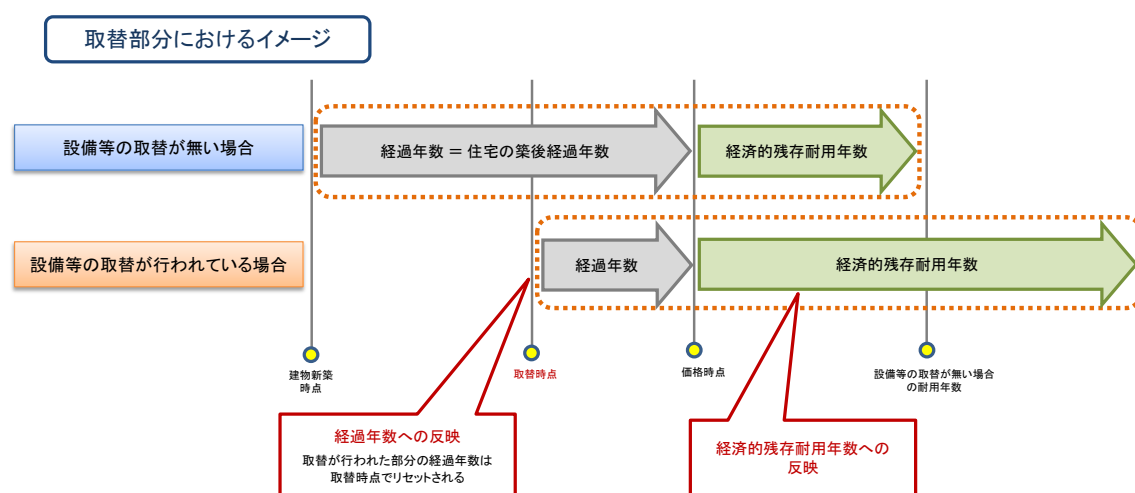 取替部分におけるイメージ
設備等の取替が無い場合
経過年数 ＝ 住宅の築後経過年数
経済的残存耐用年数
設備等の取替が行われている場合
経過年数
経済的残存耐用年数
建物新築
時点
取替時点
価格時点
設備等の取替が無い場合
の耐用年数
経過年数への反映
取替が行われた部分の経過年数は
取替時点でリセットされる
経済的残存耐用年数への
反映